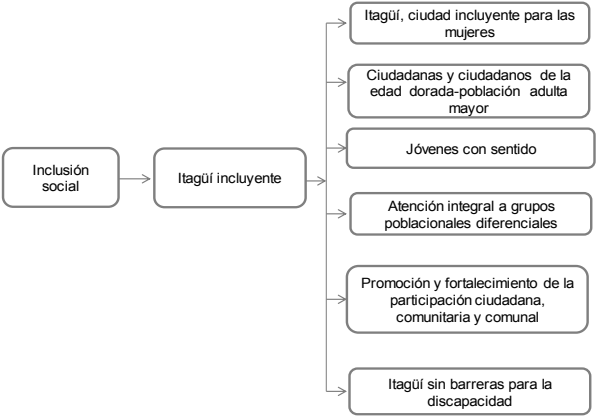 Itagüí, ciudad incluyente para las
mujeres
Ciudadanas y ciudadanos de la
edad dorada-población adulta
mayor
Jóvenes con sentido
Inclusión
social
Itagüí incluyente
Atención integral a grupos
poblacionales diferenciales
Promoción y fortalecimiento de la
participación ciudadana,
comunitaria y comunal
Itagüí sin barreras para la
discapacidad